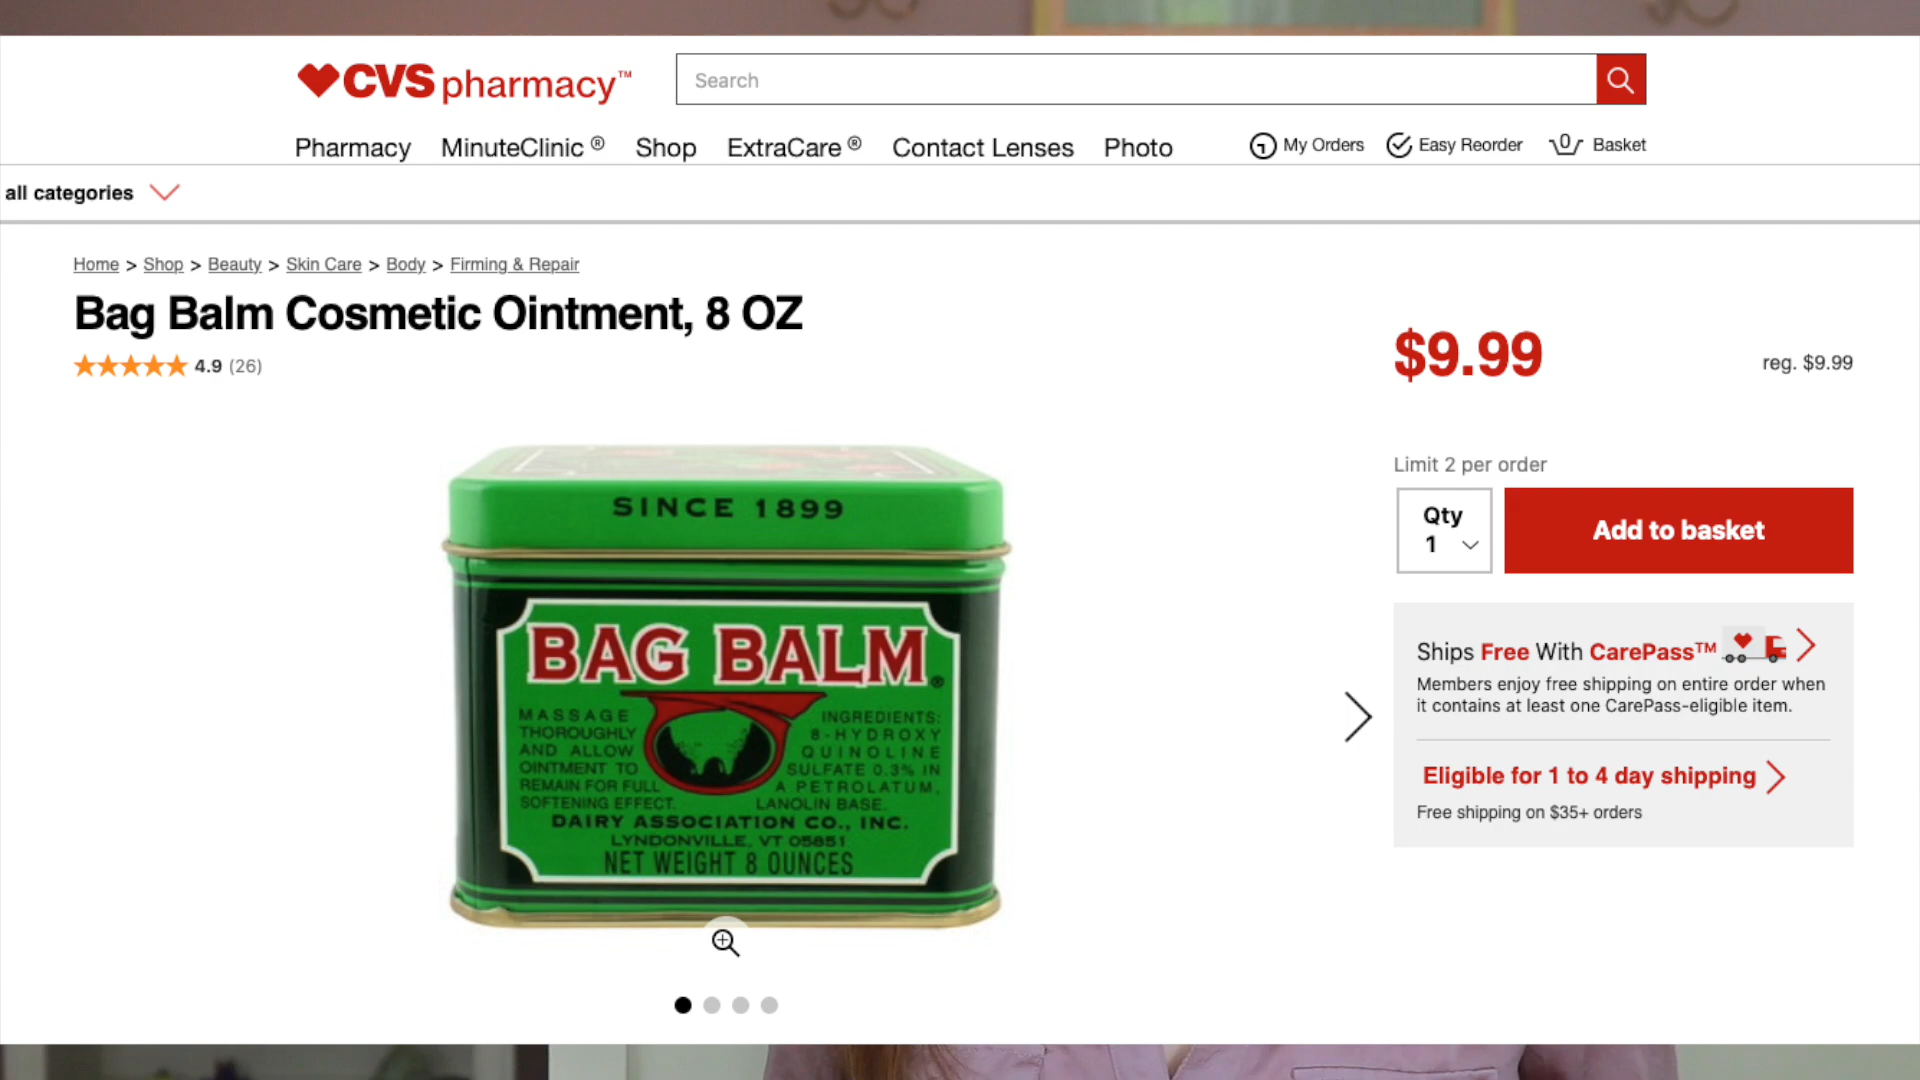 CVS pharmacy™
Search
Pharmacy MinuteClinic ® Shop ExtraCare ® Contact Lenses Photo
My Orders Easy Reorder 0 Basket
all categories
Home > Shop > Beauty > Skin Care > Body > Firming & Repair
Bag Balm Cosmetic Ointment, 8 OZ
4.9 (26)
SINCE 1899
BAG BALM®
MASSAGE
THOROUGHLY
AND ALLOW
OINTMENT TO
REMAIN FOR FULL
SOFTENING EFFECT.
INGREDIENTS:
8-HYDROXY
QUINOLINE
SULFATE 0.3% IN
A PETROLATUM,
LANOLIN BASE.
DAIRY ASSOCIATION CO., INC.
LYNDONVILLE, VT 05851
NET WEIGHT 8 OUNCES
$9.99
reg. $9.99
Limit 2 per order
Qty
1
Add to basket
Ships Free With CarePass™
Members enjoy free shipping on entire order when
it contains at least one CarePass-eligible item.
Eligible for 1 to 4 day shipping
Free shipping on $35+ orders